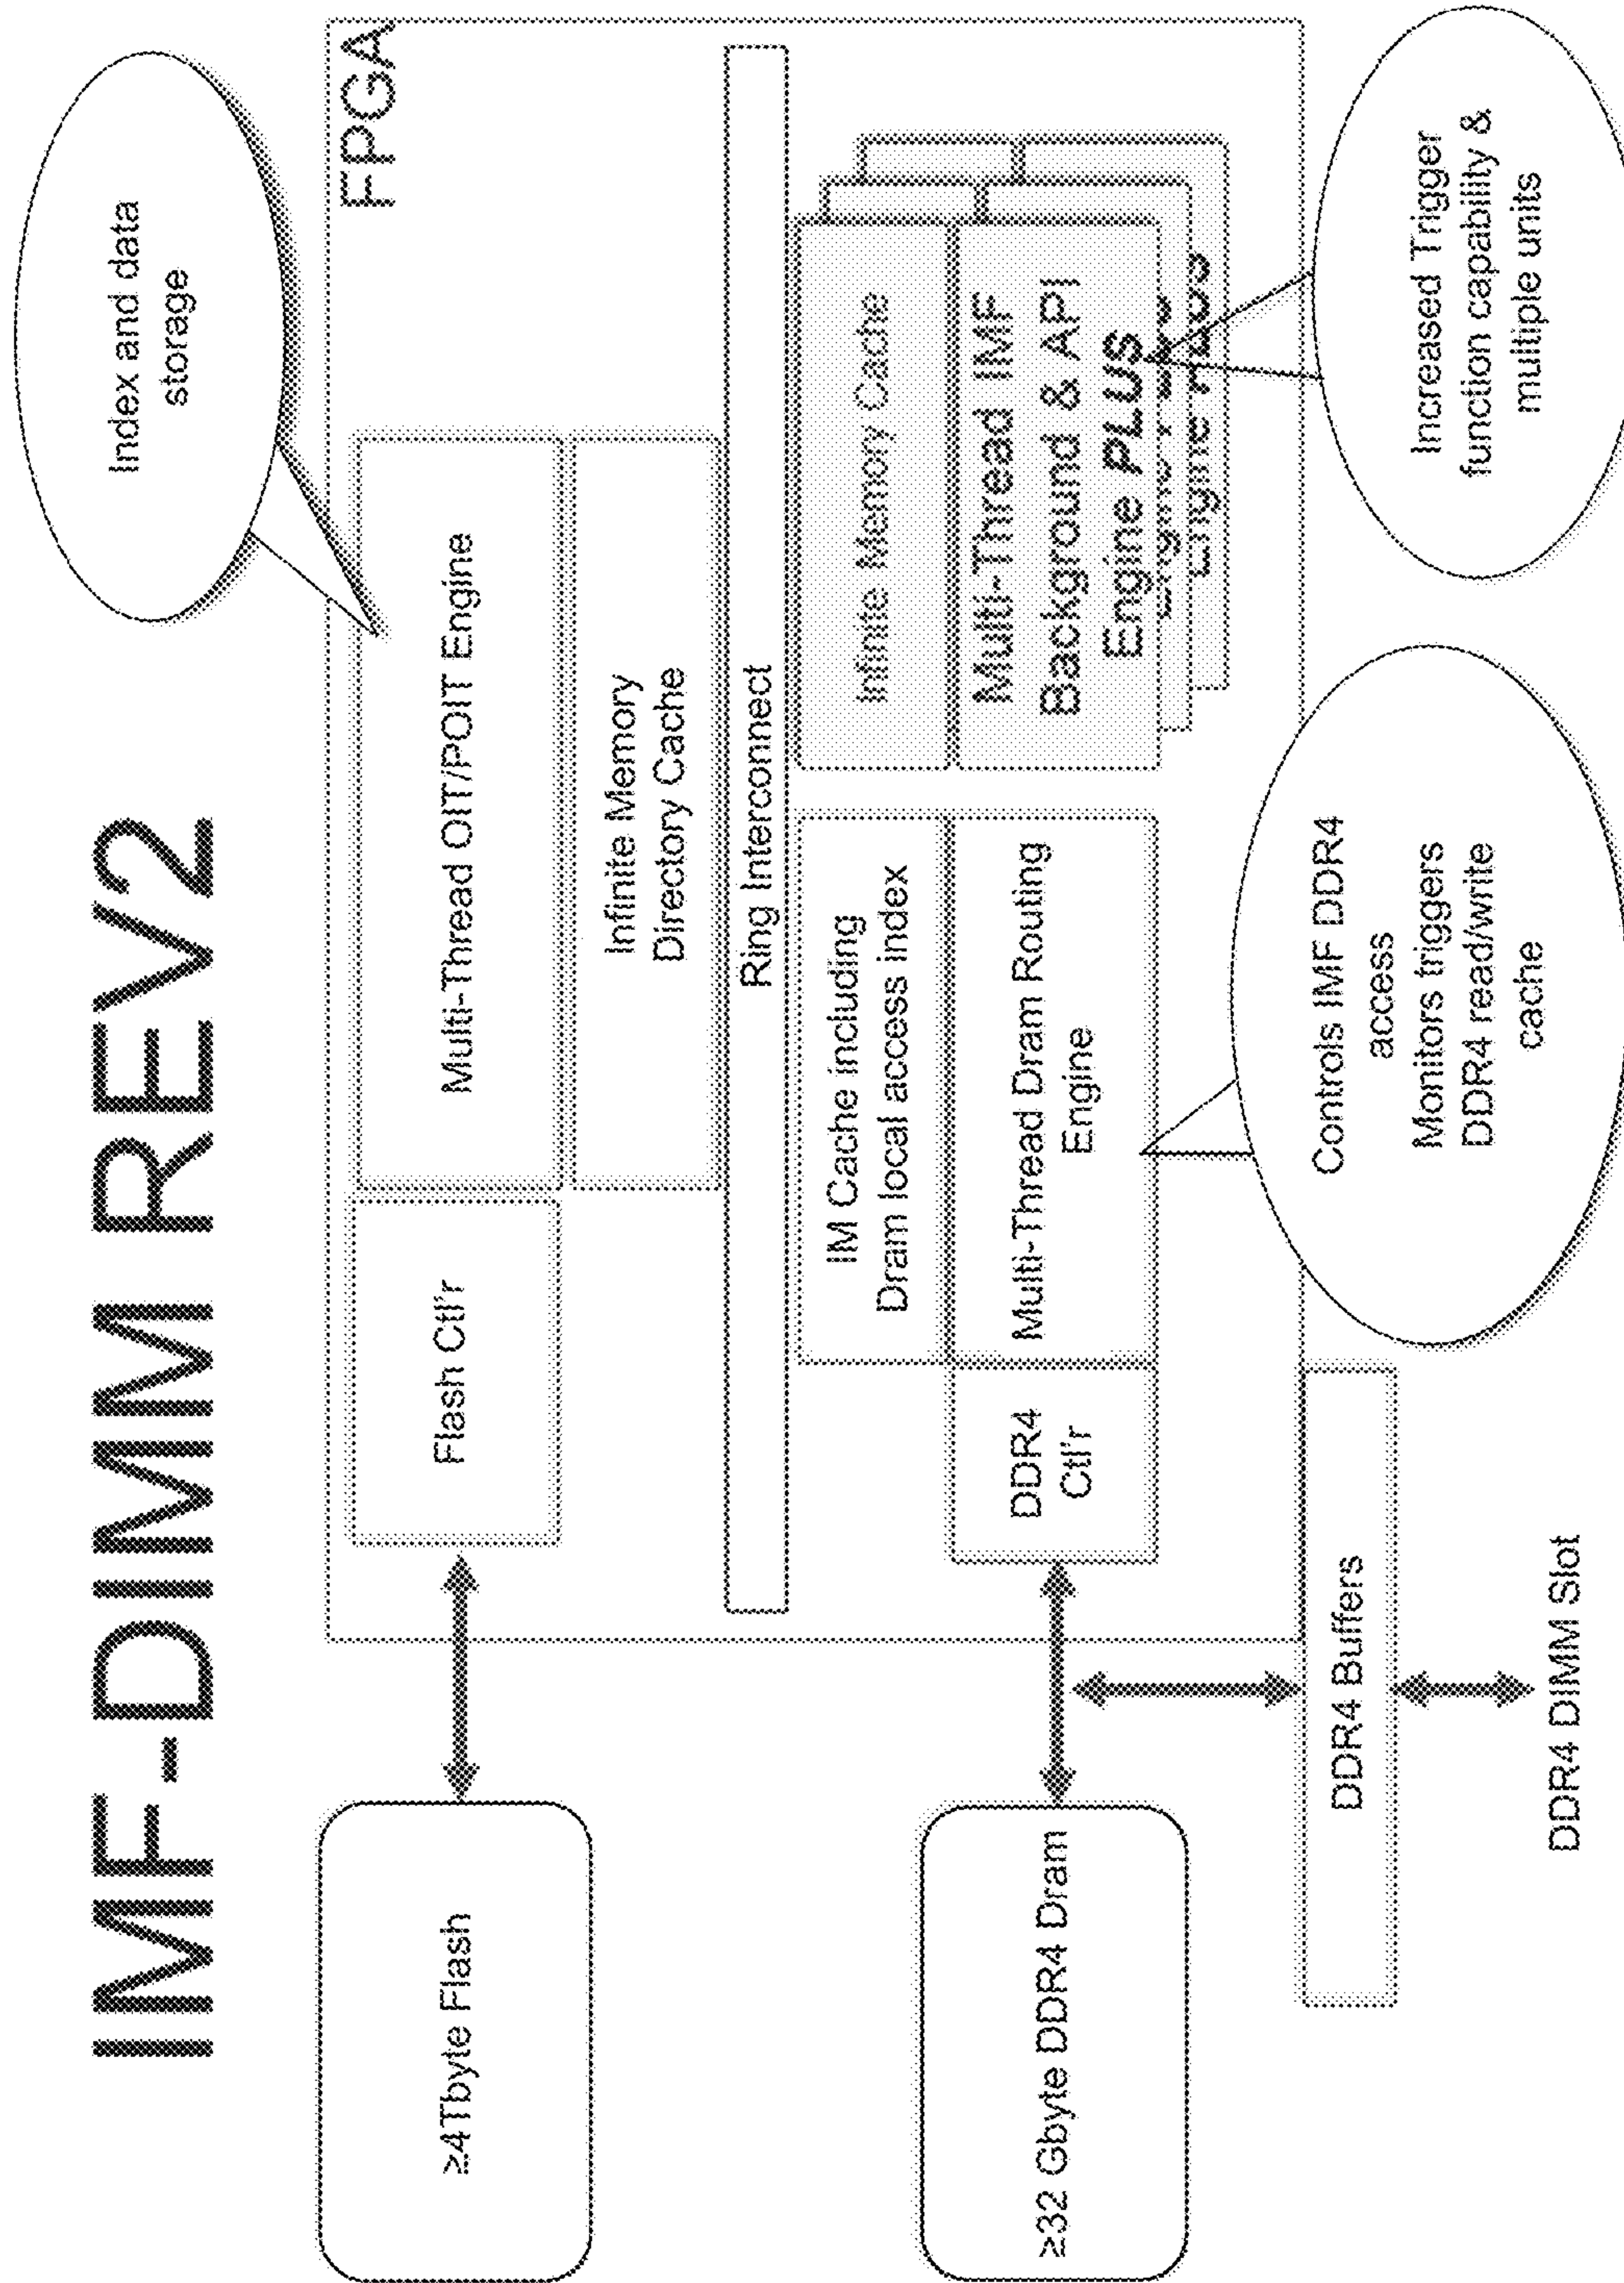 IMF-DIMM REV2
Index and data
storage
FPGA
≥4Tbyte Flash
Flash Ctl'r
Multi-Thread OIT/POIT Engine
Infinite Memory
Directory Cache
Ring Interconnect
IM Cache including
Dram local access index
Infinite Memory Cache
≥32 Gbyte DDR4 Dram
DDR4
Ctl'r
Multi-Thread Dram Routing
Engine
Multi-Thread IMF
Background & API
Engine PLUS
DDR4 Buffers
DDR4 DIMM Slot
Controls IMF DDR4
access
Monitors triggers
DDR4 read/write
cache
Increased Trigger
function capability &
multiple units